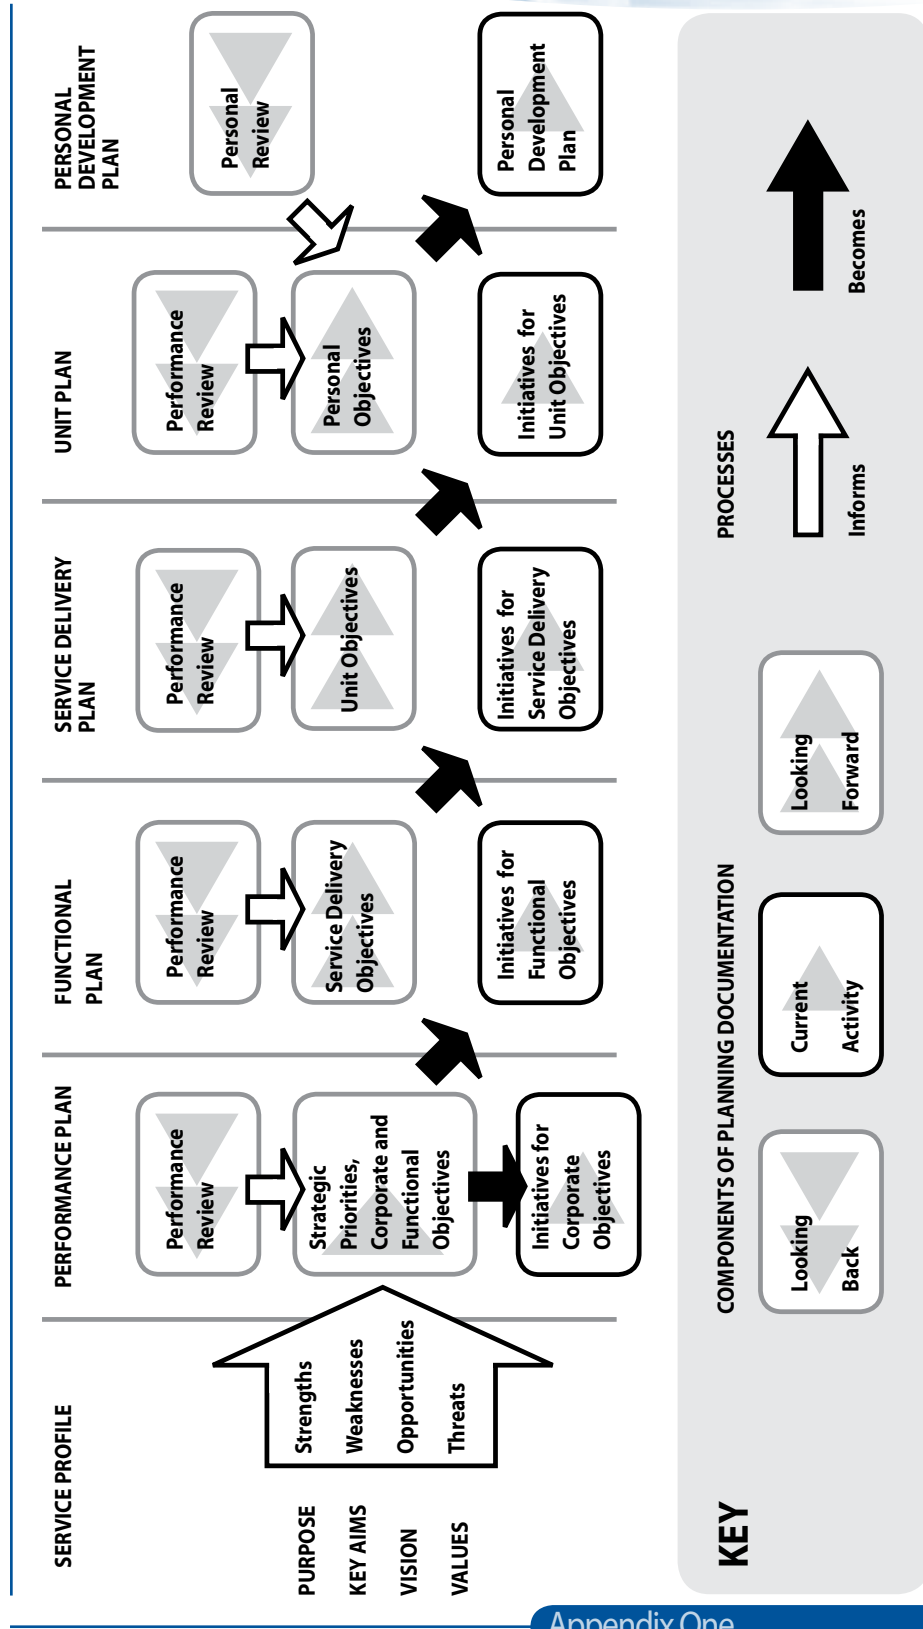 SERVICE PROFILE
PURPOSE
KEY AIMS
VISION
VALUES
Strengths
Weaknesses
Opportunities
Threats
PERFORMANCE PLAN
Performance
Review
Strategic
Priorities,
Corporate and
Functional
Objectives
Initiatives for
Corporate
Objectives
FUNCTIONAL
PLAN
Performance
Review
Service Delivery
Objectives
Initiatives for
Functional
Objectives
SERVICE DELIVERY
PLAN
Performance
Review
Unit Objectives
Initiatives for
Service Delivery
Objectives
UNIT PLAN
Performance
Review
Personal
Objectives
Initiatives for
Unit Objectives
PERSONAL
DEVELOPMENT
PLAN
Personal
Review
Personal
Development
Plan
KEY
COMPONENTS OF PLANNING DOCUMENTATION
Looking
Back
Current
Activity
Looking
Forward
PROCESSES
Informs
Becomes
Appendix One